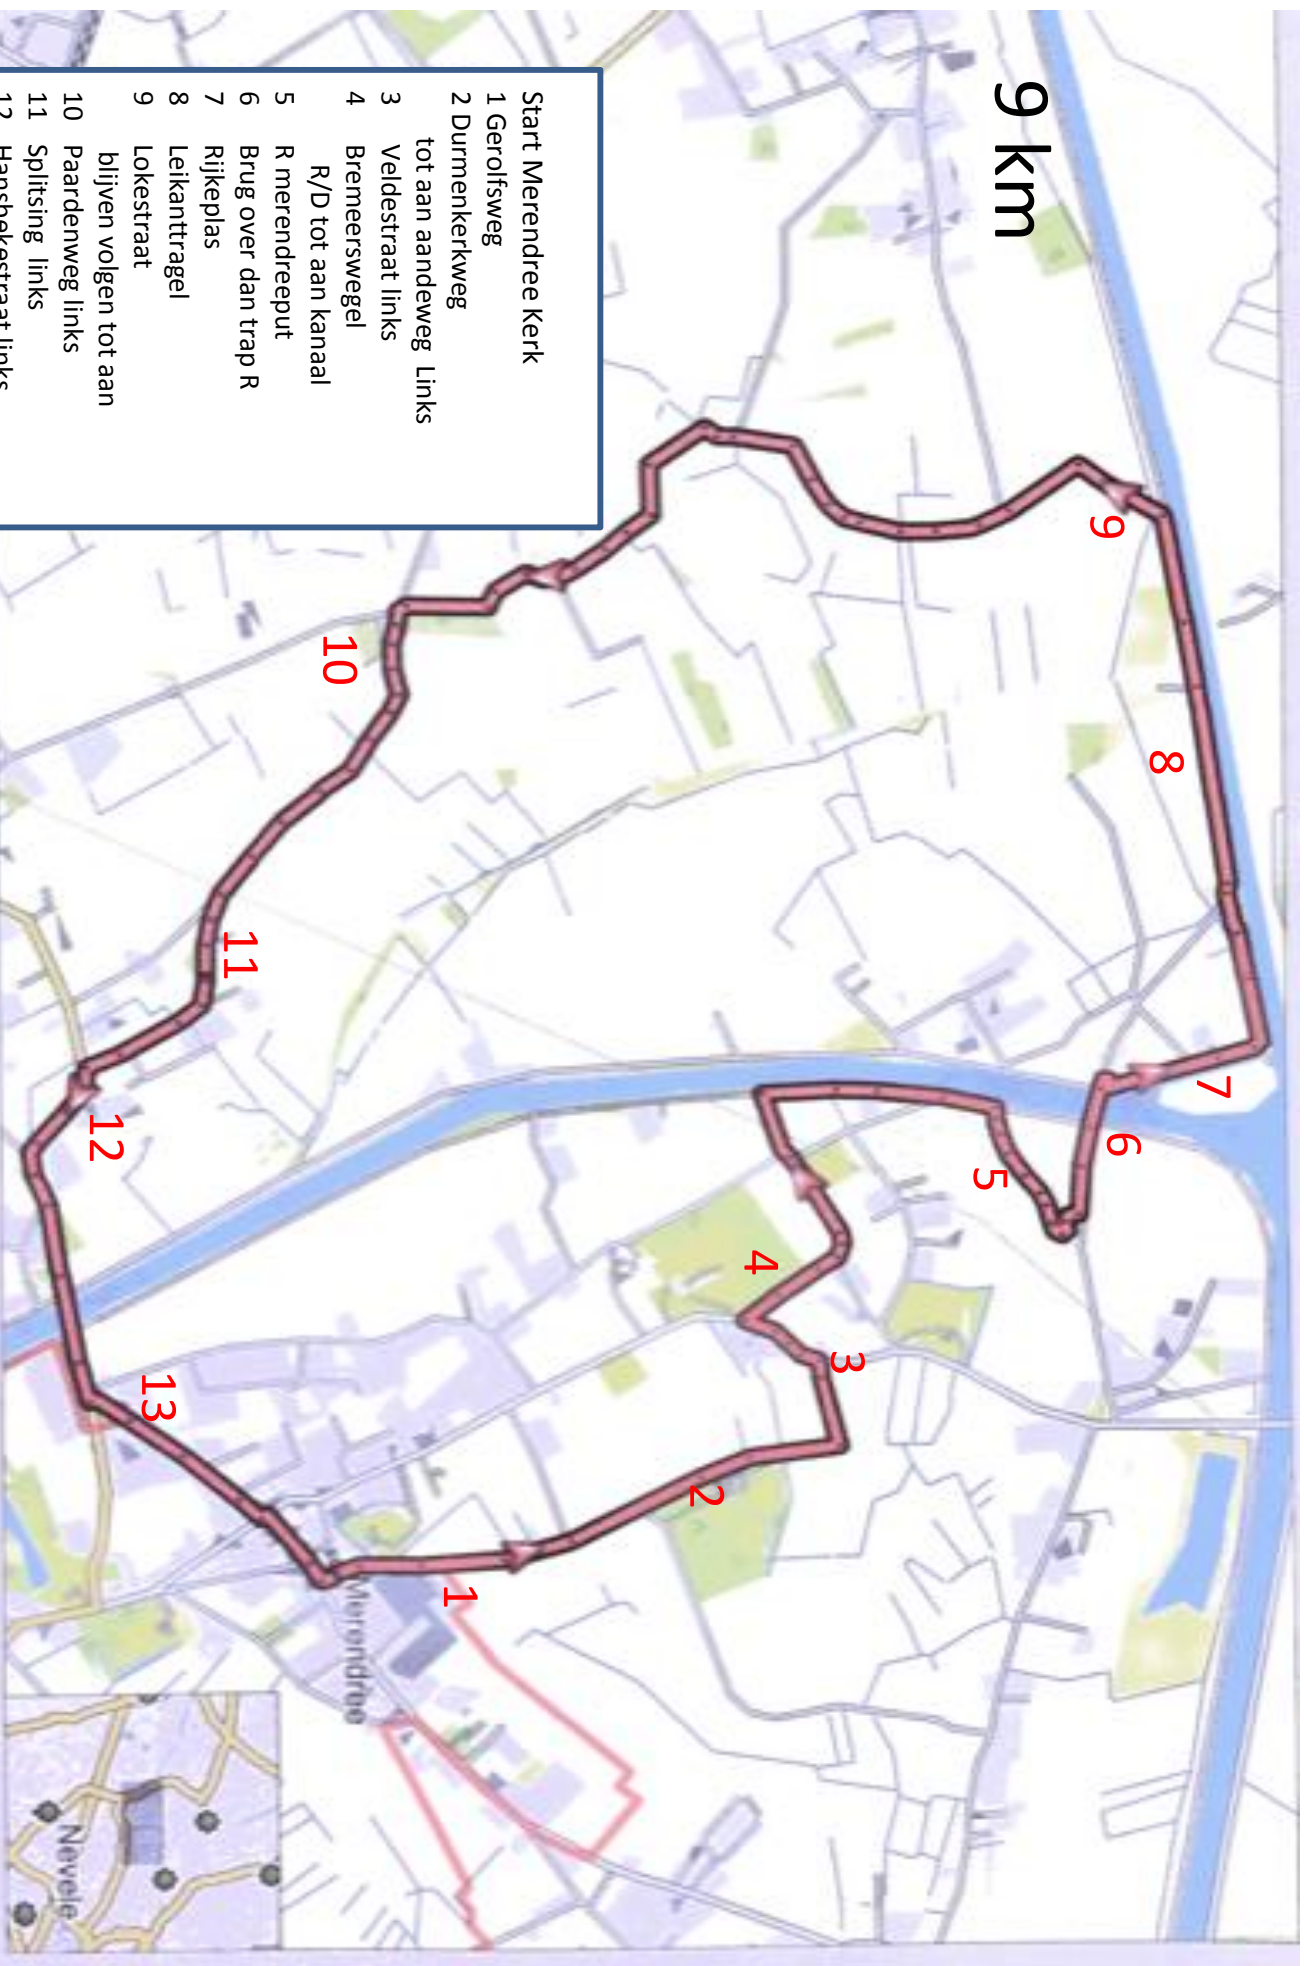 9 km
Start Merendree Kerk
1 Gerolfsweg
2 Durmenkerkweg
tot aan aandeweg Links
3 Veldestraat links
4 Bremeerswegel
R/D tot aan kanaal
5 R merendreeput
6 Brug over dan trap R
7 Rijkeplas
8 Leikanttragel
9 Lokestraat
blijven volgen tot aan
10 Paardenweg links
11 Splitsing links
12 Hansbekestraat links
9
8
7
6
5
4
3
2
1
10
11
12
13
Merendree
Nevele